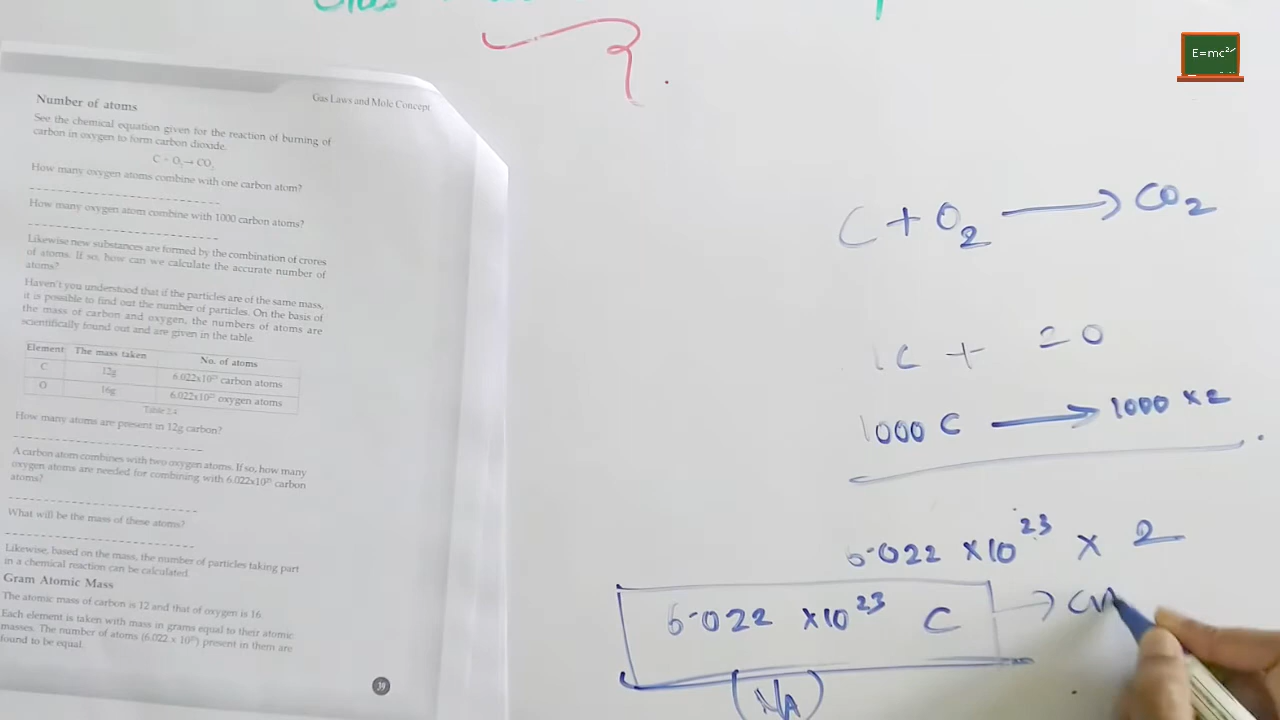 E=mc²
Gas Laws and Mole Concept
Number of atoms
See the chemical equation given for the reaction of burning of
carbon in oxygen to form carbon dioxide.
C + O₂→ CO₂
How many oxygen atoms combine with one carbon atom?
How many oxygen atom combine with 1000 carbon atoms?
Likewise new substances are formed by the combination of crores
of atoms. If so, how can we calculate the accurate number of
atoms?
Haven't you understood that if the particles are of the same mass,
it is possible to find out the number of particles. On the basis of
the mass of carbon and oxygen, the numbers of atoms are
scientifically found out and are given in the table.
Element The mass taken No. of atoms
C 12g 6.022x10²³ carbon atoms
O 16g 6.022x10²³ oxygen atoms
Table 2.4
How many atoms are present in 12g carbon?
A carbon atom combines with two oxygen atoms. If so, how many
oxygen atoms are needed for combining with 6.022x10²³ carbon
atoms?
What will be the mass of these atoms?
Likewise, based on the mass, the number of particles taking part
in a chemical reaction can be calculated.
Gram Atomic Mass
The atomic mass of carbon is 12 and that of oxygen is 16.
Each element is taken with mass in grams equal to their atomic
masses. The number of atoms (6.022 x 10²³) present in them are
found to be equal.
39
C + O₂ → CO₂
1C + 2O
1000 C → 1000 x 2
6.022 x 10²³ x 2
6.022 x 10²³ C →
NA